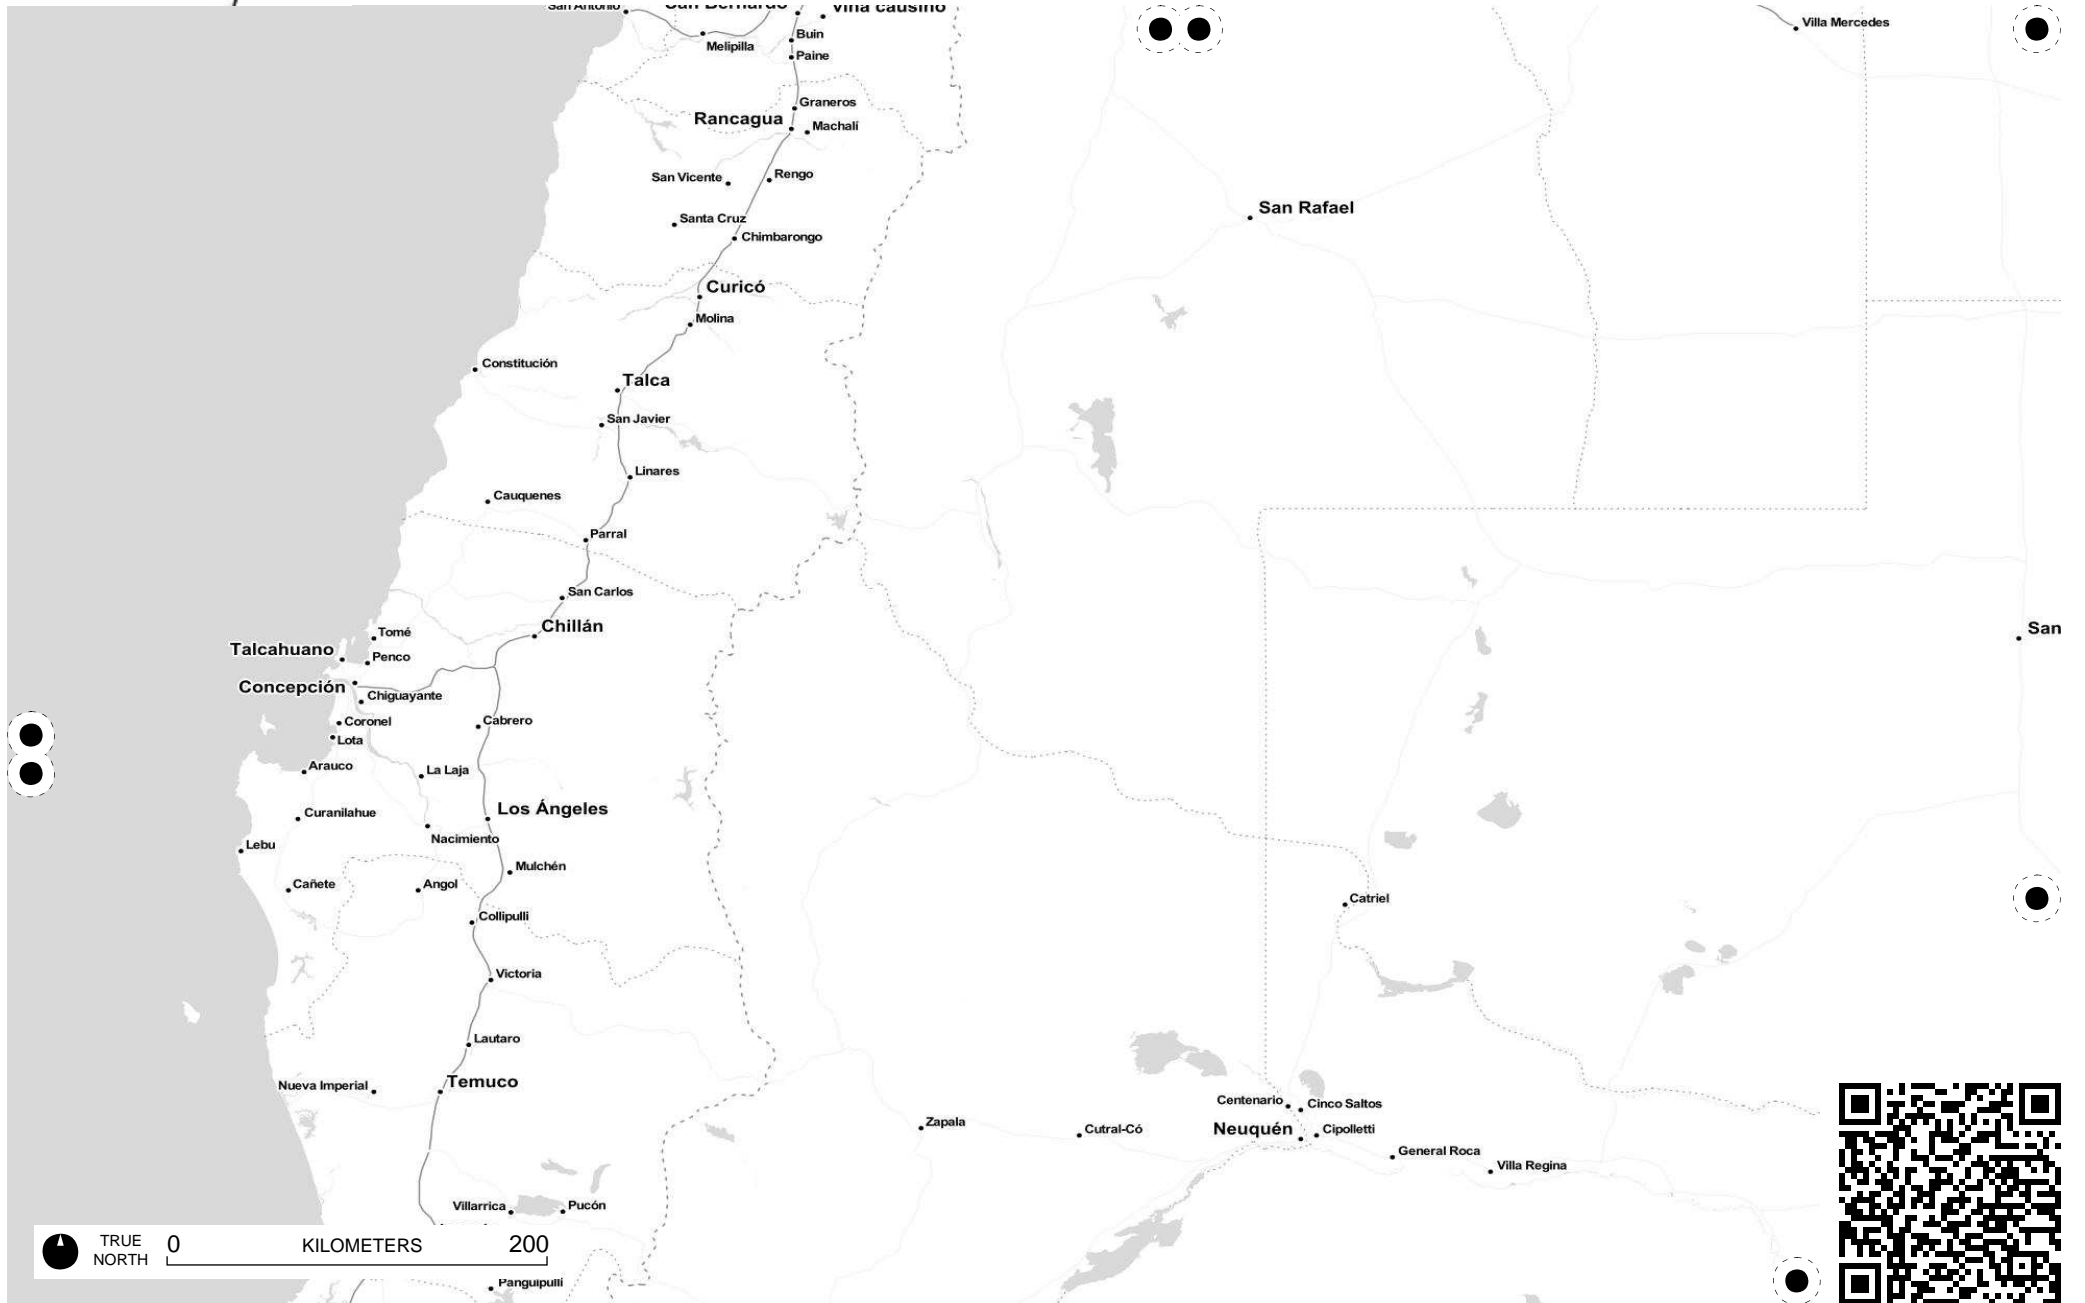 San Antonio
San Bernardo
Viña causino
Villa Mercedes
Buin
Melipilla
Paine
Graneros
Rancagua
Machalí
San Vicente
Rengo
San Rafael
Santa Cruz
Chimbarongo
Curicó
Molina
Constitución
Talca
San Javier
Linares
Cauquenes
Parral
San Carlos
Chillán
Tomé
San
Talcahuano
Penco
Concepción
Chiguayante
Coronel
Cabrero
Lota
Arauco
La Laja
Los Ángeles
Curanilahue
Nacimiento
Lebu
Mulchén
Cañete
Angol
Catriel
Collipulli
Victoria
Lautaro
Temuco
Nueva Imperial
Centenario
Cinco Saltos
Zapala
Cutral-Có
Neuquén
Cipolletti
General Roca
Villa Regina
Villarrica
Pucón
TRUE
NORTH
0
KILOMETERS
200
Panguipulli